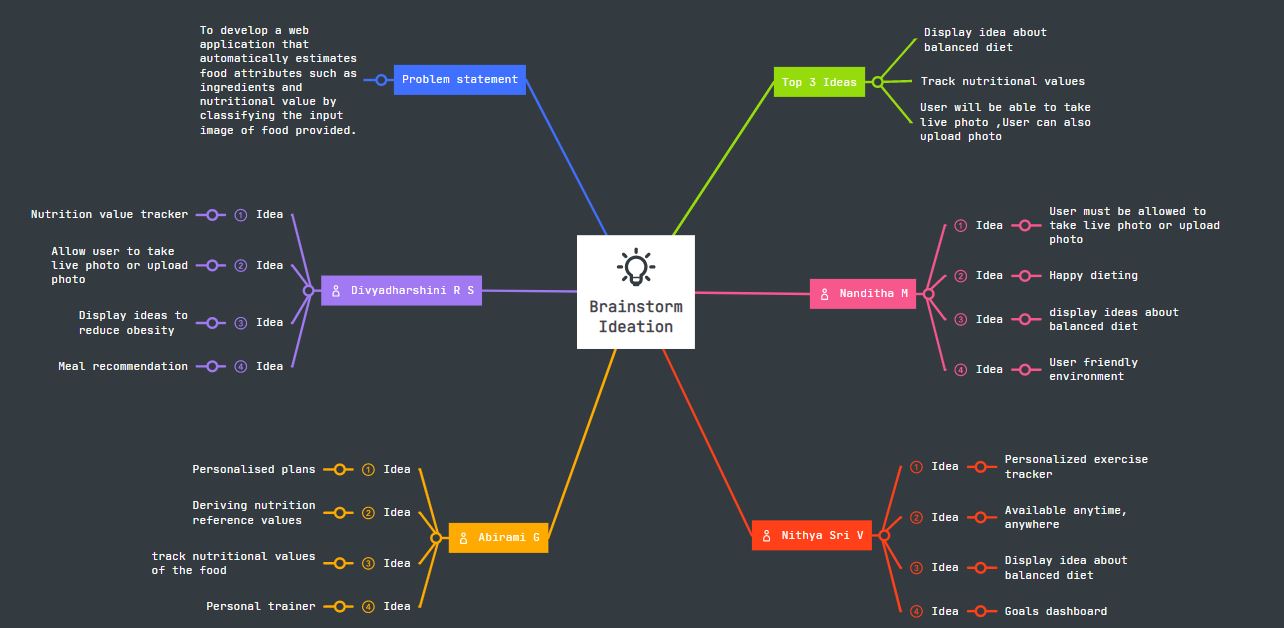 To develop a web
application that
automatically estimates
food attributes such as
ingredients and
nutritional value by
classifying the input
image of food provided.
Problem statement
Top 3 Ideas
Display idea about
balanced diet
Track nutritional values
User will be able to take
live photo ,User can also
upload photo
Brainstorm
Ideation
Divyadharshini R S
1 Idea
Nutrition value tracker
2 Idea
Allow user to take
live photo or upload
photo
3 Idea
Display ideas to
reduce obesity
4 Idea
Meal recommendation
Nanditha M
1 Idea
User must be allowed to
take live photo or upload
photo
2 Idea
Happy dieting
3 Idea
display ideas about
balanced diet
4 Idea
User friendly
environment
Abirami G
1 Idea
Personalised plans
2 Idea
Deriving nutrition
reference values
3 Idea
track nutritional values
of the food
4 Idea
Personal trainer
Nithya Sri V
1 Idea
Personalized exercise
tracker
2 Idea
Available anytime,
anywhere
3 Idea
Display idea about
balanced diet
4 Idea
Goals dashboard